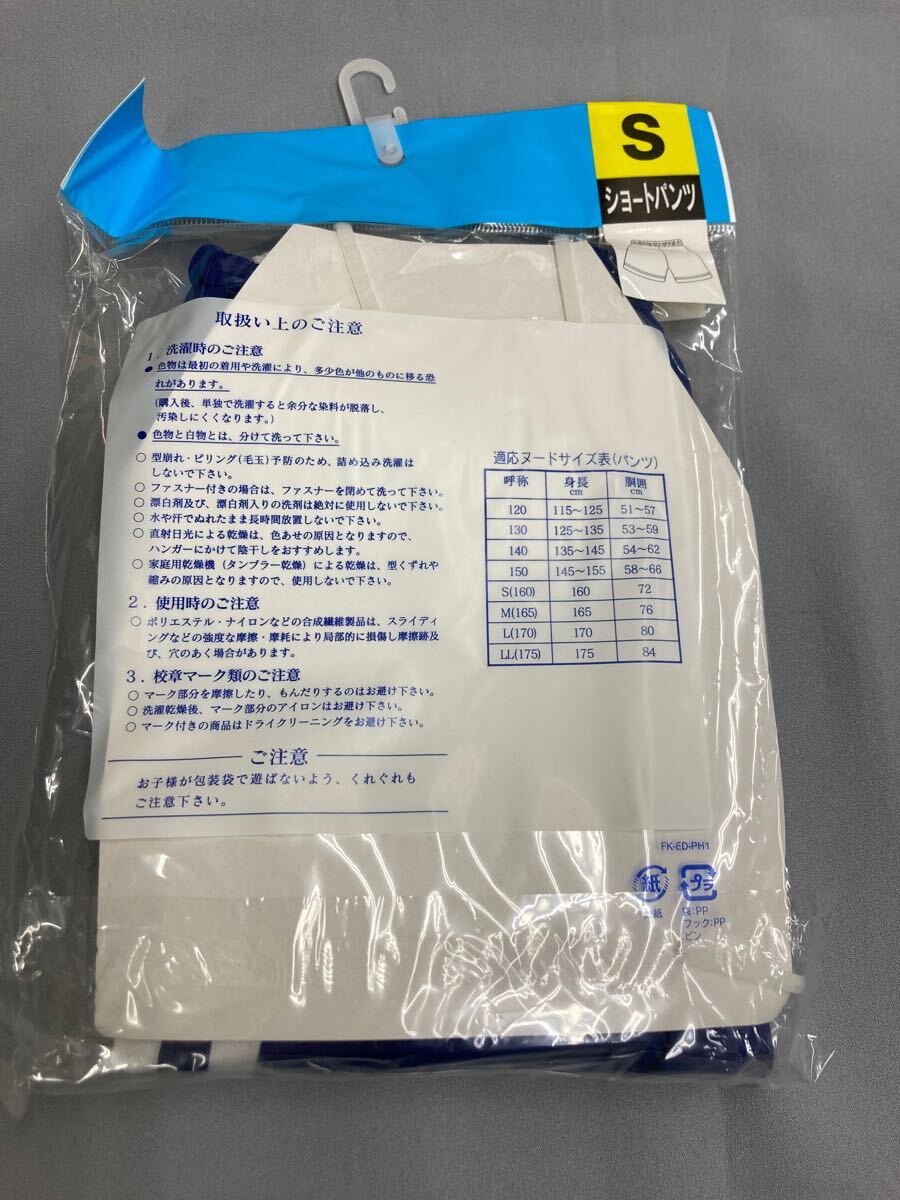 S
ショートパンツ
取扱い上のご注意
1. 洗濯時のご注意
● 色物は最初の着用や洗濯により、多少色が他のものに移る恐
れがあります。
(購入後、単独で洗濯すると余分な染料が脱落し、
汚染しにくくなります。)
● 色物と白物とは、分けて洗って下さい。
○ 型崩れ・ピリング(毛玉)予防のため、詰め込み洗濯は
しないで下さい。
○ ファスナー付きの場合は、ファスナーを閉めて洗って下さい。
○ 漂白剤及び、漂白剤入りの洗剤は絶対に使用しないで下さい。
○ 水や汗でぬれたまま長時間放置しないで下さい。
○ 直射日光による乾燥は、色あせの原因となりますので、
ハンガーにかけて陰干しをおすすめします。
○ 家庭用乾燥機(タンブラー乾燥)による乾燥は、型くずれや
縮みの原因となりますので、使用しないで下さい。
2. 使用時のご注意
○ ポリエステル・ナイロンなどの合成繊維製品は、スライディ
ングなどの強度な摩擦・摩耗により局部的に損傷し摩擦跡及
び、穴のあく場合があります。
3. 校章マーク類のご注意
○ マーク部分を摩擦したり、もんだりするのはお避け下さい。
○ 洗濯乾燥後、マーク部分のアイロンはお避け下さい。
○ マーク付きの商品はドライクリーニングをお避け下さい。
ご注意
お子様が包装袋で遊ばないよう、くれぐれも
ご注意下さい。
適応ヌードサイズ表(パンツ)
呼称 身長cm 胴囲cm
120 115〜125 51〜57
130 125〜135 53〜59
140 135〜145 54〜62
150 145〜155 58〜66
S(160) 160 72
M(165) 165 76
L(170) 170 80
LL(175) 175 84
FK-ED-PH1
紙 プラ
紙 袋:PP
フック:PP
ピン